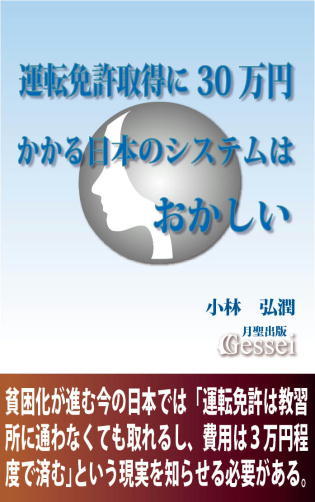 運転免許取得に30万円
かかる日本のシステムは
おかしい
小林 弘潤
月聖出版
Gessei
貧困化が進む今の日本では「運転免許は教習
所に通わなくても取れるし、費用は３万円程
度で済む」という現実を知らせる必要がある。